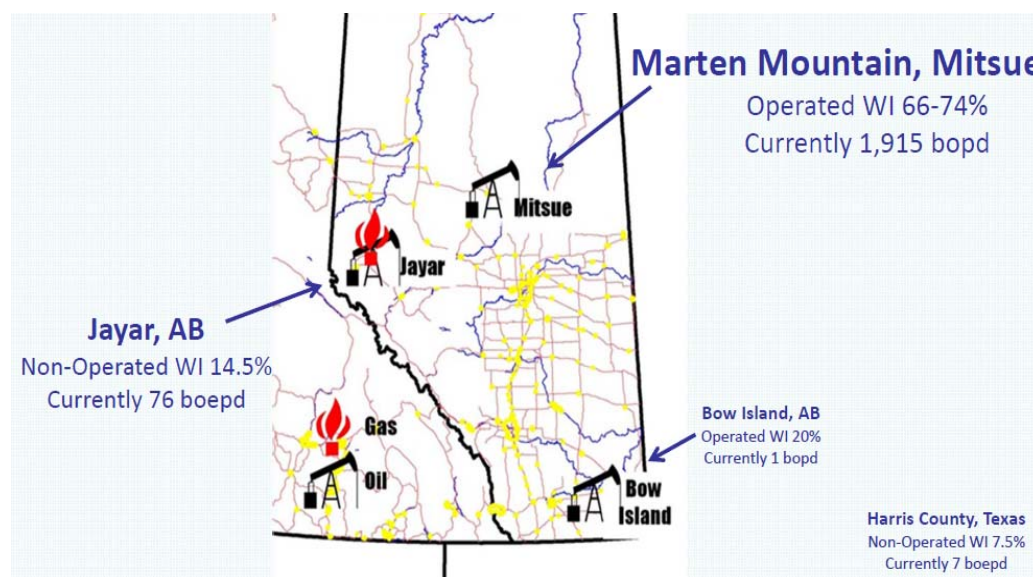 Marten Mountain, Mitsue
Operated WI 66-74%
Currently 1,915 bopd
Mitsue
Jayar
Jayar, AB
Non-Operated WI 14.5%
Currently 76 boepd
Gas
Oil
Bow Island, AB
Operated WI 20%
Currently 1 bopd
Bow
Island
Harris County, Texas
Non-Operated WI 7.5%
Currently 7 boepd